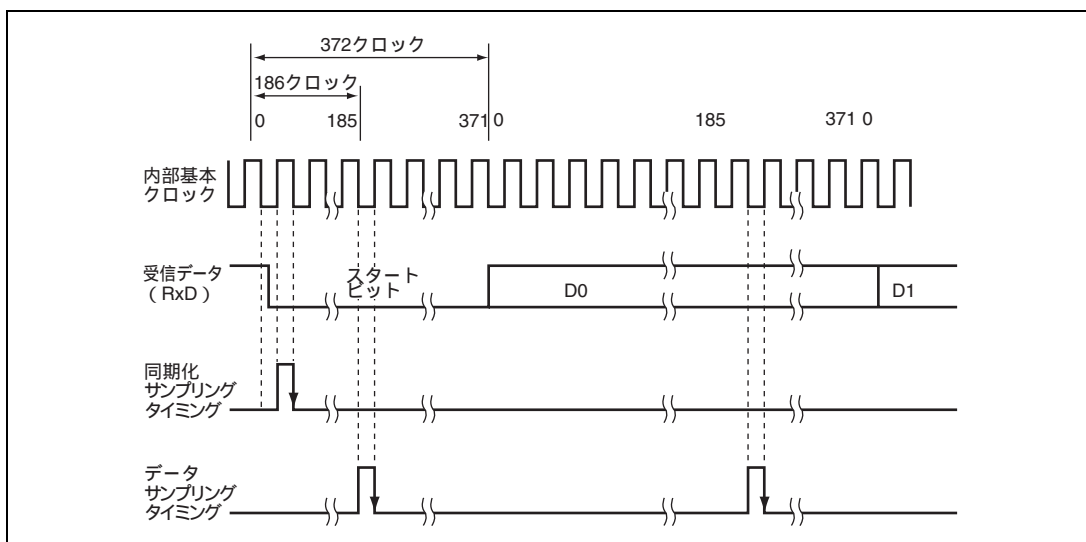 372クロック
186クロック
0 185 371 0 185 371 0
内部基本
クロック
受信データ
（RxD）
スタート
ビット
D0
D1
同期化
サンプリング
タイミング
データ
サンプリング
タイミング